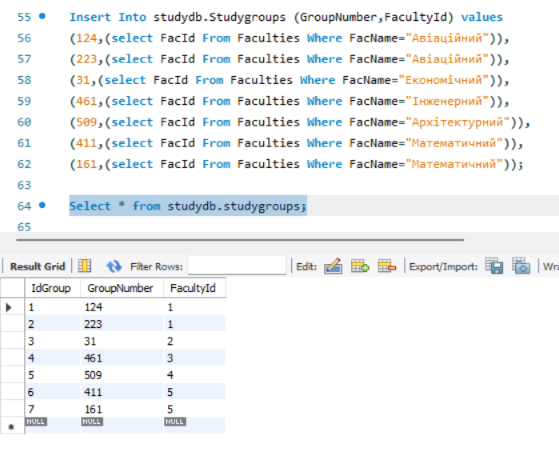 55 Insert Into studydb.Studygroups (GroupNumber,FacultyId) values
56 (124,(select FacId From Faculties Where FacName="Авіаційний")),
57 (223,(select FacId From Faculties Where FacName="Авіаційний")),
58 (31,(select FacId From Faculties Where FacName="Економічний")),
59 (461,(select FacId From Faculties Where FacName="Інженерний")),
60 (509,(select FacId From Faculties Where FacName="Архітектурний")),
61 (411,(select FacId From Faculties Where FacName="Математичний")),
62 (161,(select FacId From Faculties Where FacName="Математичний"));
63
64 Select * from studydb.studygroups;
65
Result Grid Filter Rows: Edit: Export/Import: Wra
IdGroup GroupNumber FacultyId
1 124 1
2 223 1
3 31 2
4 461 3
5 509 4
6 411 5
7 161 5
NULL NULL NULL